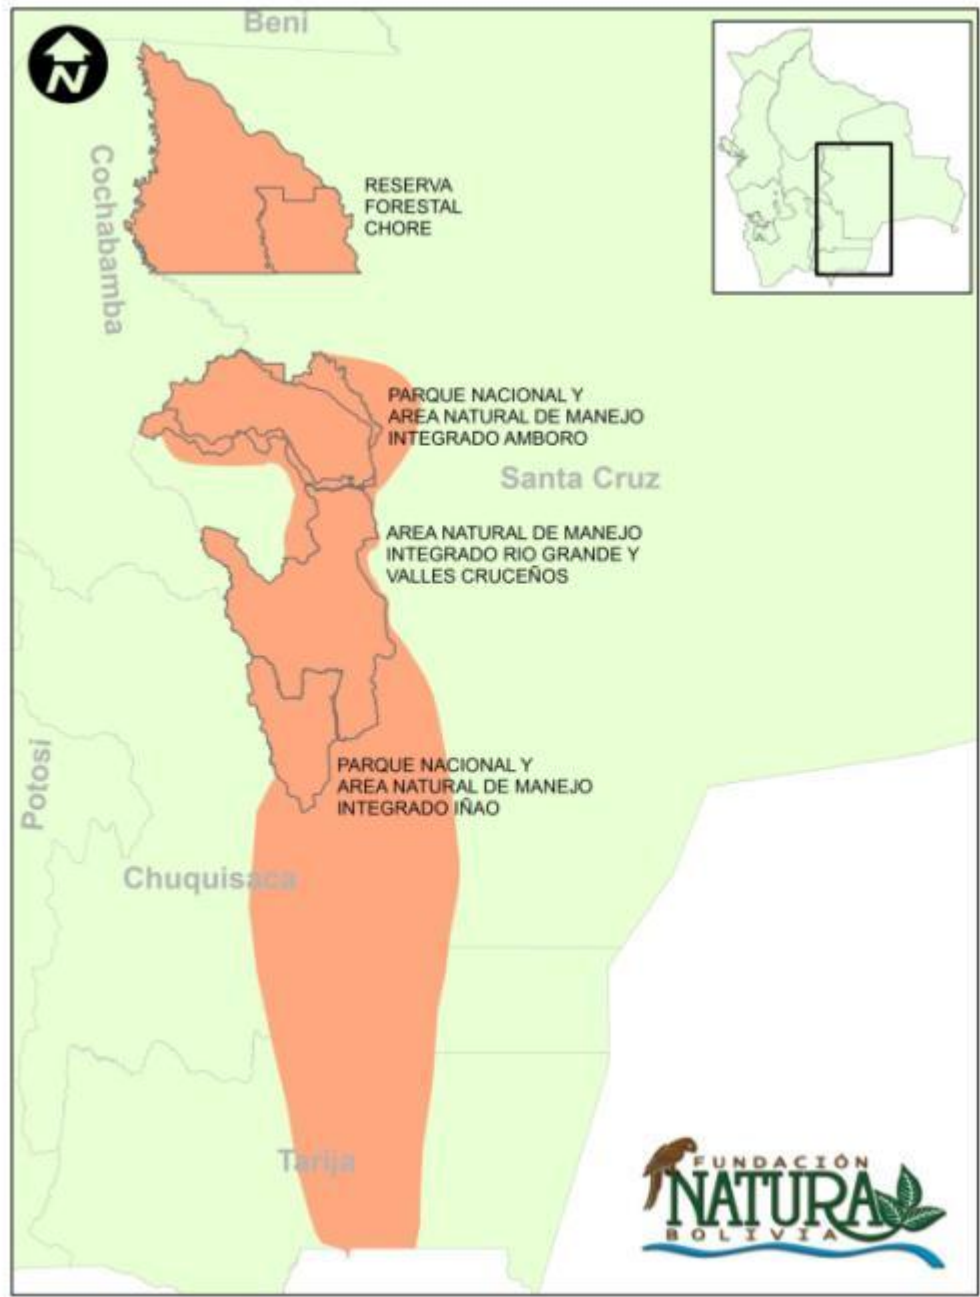 Beni
N
Cochabamba
RESERVA
FORESTAL
CHORE
PARQUE NACIONAL Y
AREA NATURAL DE MANEJO
INTEGRADO AMBORO
Santa Cruz
AREA NATURAL DE MANEJO
INTEGRADO RIO GRANDE Y
VALLES CRUCEÑOS
Potosí
PARQUE NACIONAL Y
AREA NATURAL DE MANEJO
INTEGRADO IÑAO
Chuquisaca
Tarija
FUNDACIÓN
NATURA
BOLIVIA